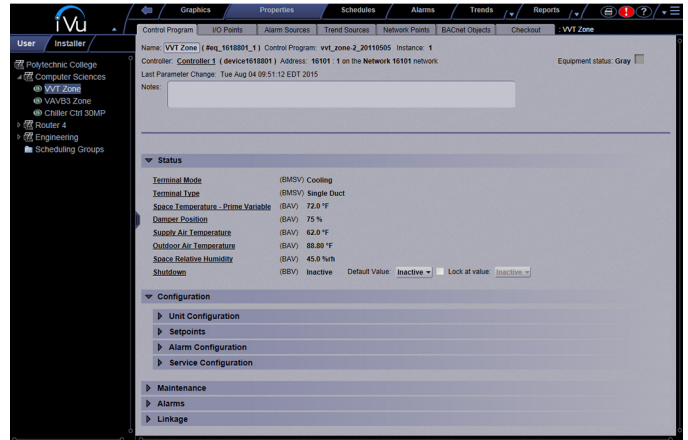 iVu
Graphics Properties Schedules Alarms Trends Reports
User Installer
Control Program I/O Points Alarm Sources Trend Sources Network Points BACnet Objects Checkout : VVT Zone
Polytechnic College
Computer Sciences
VVT Zone
VAVB3 Zone
Chiller Ctrl 30MP
Router 4
Engineering
Scheduling Groups
Name: VVT Zone ( #eq_1618801_1 ) Control Program: vvt_zone-2_20110505 Instance: 1
Controller: Controller 1 ( device1618801 ) Address: 16101 : 1 on the Network 16101 network Equipment status: Gray
Last Parameter Change: Tue Aug 04 09:51:12 EDT 2015
Notes:
Status
Terminal Mode (BMSV) Cooling
Terminal Type (BMSV) Single Duct
Space Temperature - Prime Variable (BAV) 72.0 °F
Damper Position (BAV) 75 %
Supply Air Temperature (BAV) 62.0 °F
Outdoor Air Temperature (BAV) 88.80 °F
Space Relative Humidity (BAV) 45.0 %rh
Shutdown (BBV) Inactive Default Value: Inactive Lock at value: Inactive
Configuration
Unit Configuration
Setpoints
Alarm Configuration
Service Configuration
Maintenance
Alarms
Linkage